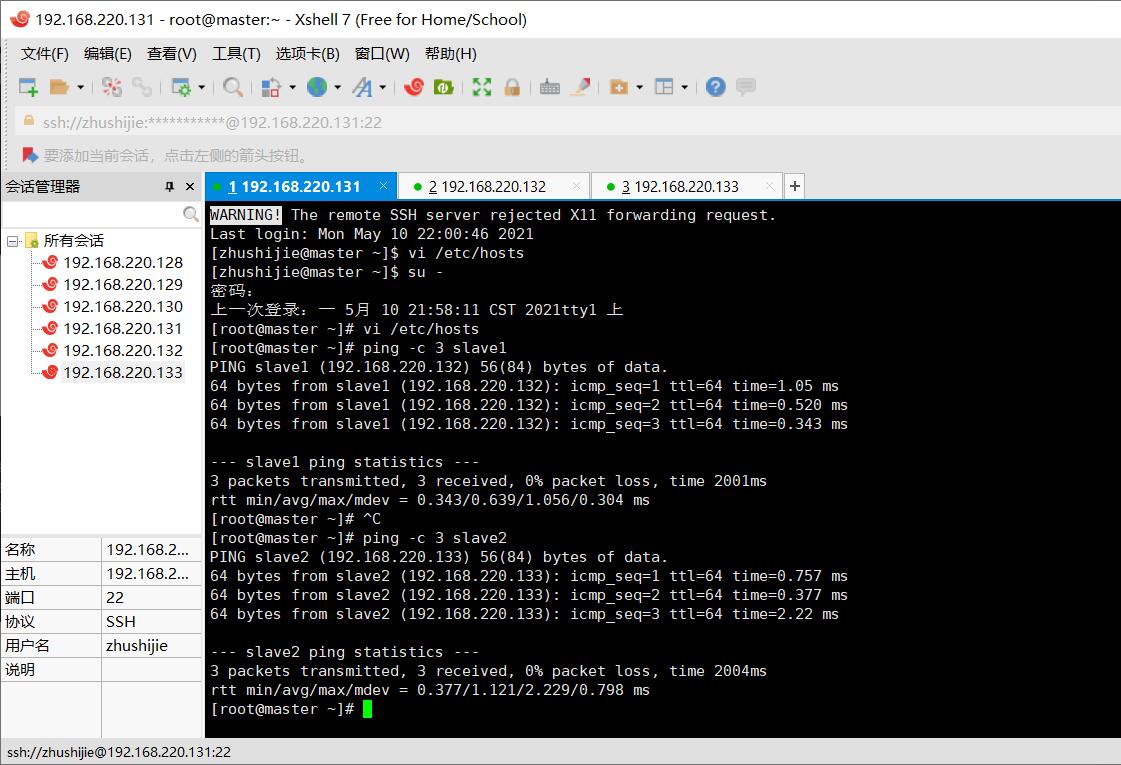 192.168.220.131 - root@master:~ - Xshell 7 (Free for Home/School)
文件(F) 编辑(E) 查看(V) 工具(T) 选项卡(B) 窗口(W) 帮助(H)
ssh://zhushijie:***********@192.168.220.131:22
要添加当前会话，点击左侧的箭头按钮。
会话管理器
1 192.168.220.131 2 192.168.220.132 3 192.168.220.133
所有会话
192.168.220.128
192.168.220.129
192.168.220.130
192.168.220.131
192.168.220.132
192.168.220.133
名称 192.168.2...
主机 192.168.2...
端口 22
协议 SSH
用户名 zhushijie
说明
WARNING! The remote SSH server rejected X11 forwarding request.
Last login: Mon May 10 22:00:46 2021
[zhushijie@master ~]$ vi /etc/hosts
[zhushijie@master ~]$ su -
密码：
上一次登录：一 5月 10 21:58:11 CST 2021tty1 上
[root@master ~]# vi /etc/hosts
[root@master ~]# ping -c 3 slave1
PING slave1 (192.168.220.132) 56(84) bytes of data.
64 bytes from slave1 (192.168.220.132): icmp_seq=1 ttl=64 time=1.05 ms
64 bytes from slave1 (192.168.220.132): icmp_seq=2 ttl=64 time=0.520 ms
64 bytes from slave1 (192.168.220.132): icmp_seq=3 ttl=64 time=0.343 ms
--- slave1 ping statistics ---
3 packets transmitted, 3 received, 0% packet loss, time 2001ms
rtt min/avg/max/mdev = 0.343/0.639/1.056/0.304 ms
[root@master ~]# ^C
[root@master ~]# ping -c 3 slave2
PING slave2 (192.168.220.133) 56(84) bytes of data.
64 bytes from slave2 (192.168.220.133): icmp_seq=1 ttl=64 time=0.757 ms
64 bytes from slave2 (192.168.220.133): icmp_seq=2 ttl=64 time=0.377 ms
64 bytes from slave2 (192.168.220.133): icmp_seq=3 ttl=64 time=2.22 ms
--- slave2 ping statistics ---
3 packets transmitted, 3 received, 0% packet loss, time 2004ms
rtt min/avg/max/mdev = 0.377/1.121/2.229/0.798 ms
[root@master ~]#
ssh://zhushijie@192.168.220.131:22